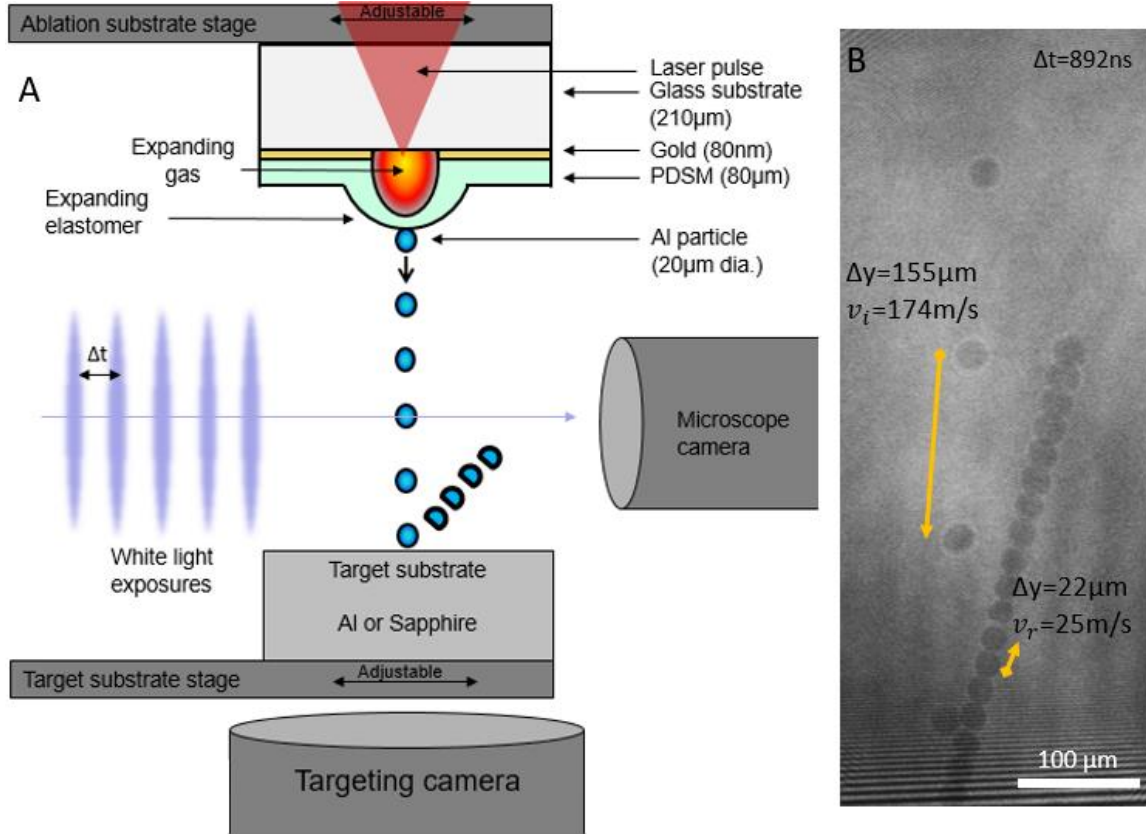 Ablation substrate stage
Adjustable
A
Laser pulse
Glass substrate
(210µm)
Gold (80nm)
PDSM (80µm)
Expanding
gas
Expanding
elastomer
Al particle
(20µm dia.)
Δt
White light
exposures
Microscope
camera
Target substrate
Al or Sapphire
Target substrate stage
Adjustable
Targeting camera
B
Δt=892ns
Δy=155µm
vᵢ=174m/s
Δy=22µm
vᵣ=25m/s
100 µm